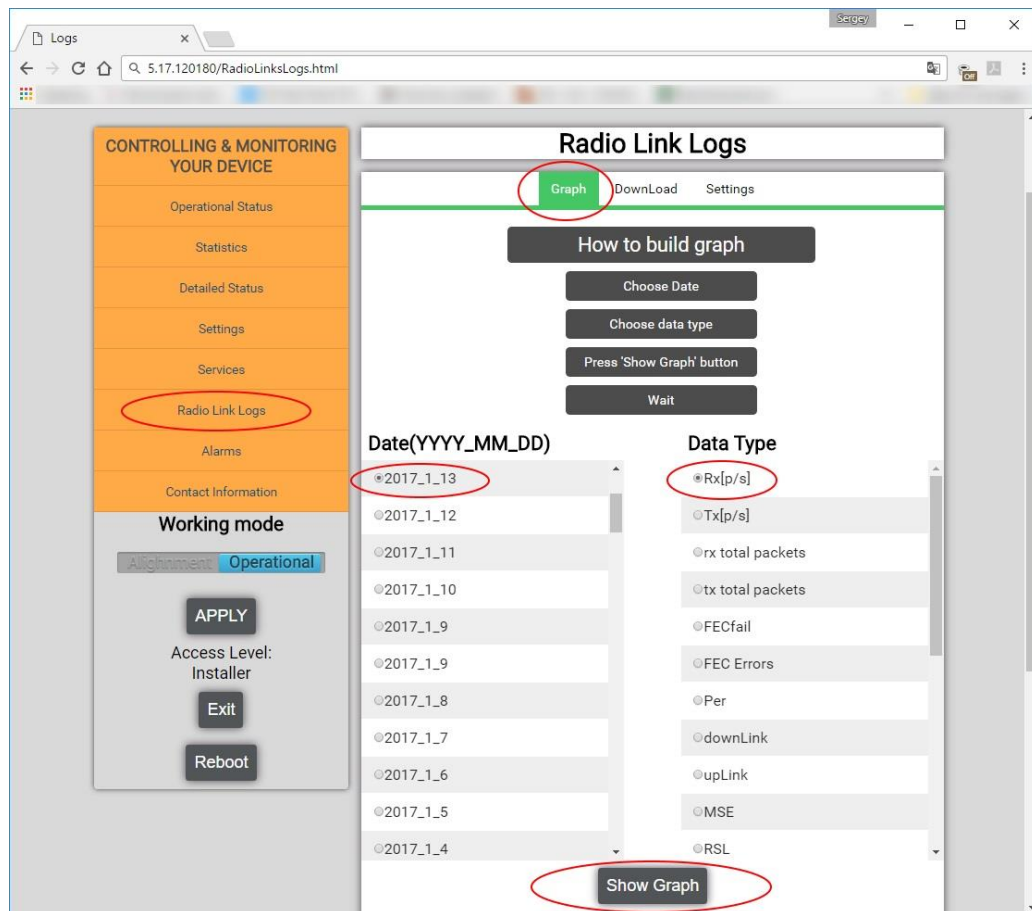 Sergey
Logs
5.17.120180/RadioLinksLogs.html
Off
CONTROLLING & MONITORING
YOUR DEVICE
Operational Status
Statistics
Detailed Status
Settings
Services
Radio Link Logs
Alarms
Contact Information
Working mode
Alighnment Operational
APPLY
Access Level:
Installer
Exit
Reboot
Radio Link Logs
Graph DownLoad Settings
How to build graph
Choose Date
Choose data type
Press 'Show Graph' button
Wait
Date(YYYY_MM_DD)
2017_1_13
2017_1_12
2017_1_11
2017_1_10
2017_1_9
2017_1_9
2017_1_8
2017_1_7
2017_1_6
2017_1_5
2017_1_4
Data Type
Rx[p/s]
Tx[p/s]
rx total packets
tx total packets
FECfail
FEC Errors
Per
downLink
upLink
MSE
RSL
Show Graph